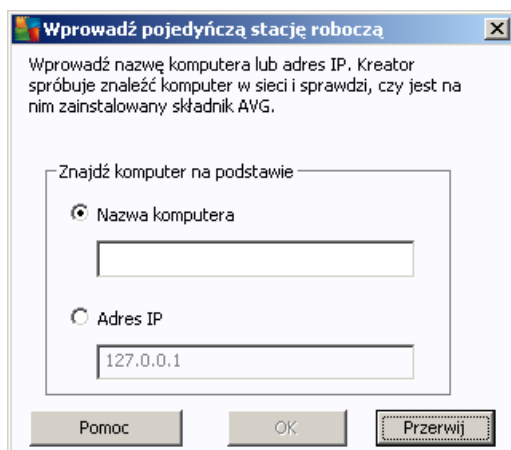 Wprowadź pojedyńczą stację roboczą
Wprowadź nazwę komputera lub adres IP. Kreator
spróbuje znaleźć komputer w sieci i sprawdzi, czy jest na
nim zainstalowany składnik AVG.
Znajdź komputer na podstawie
Nazwa komputera
Adres IP
127.0.0.1
Pomoc
OK
Przerwij